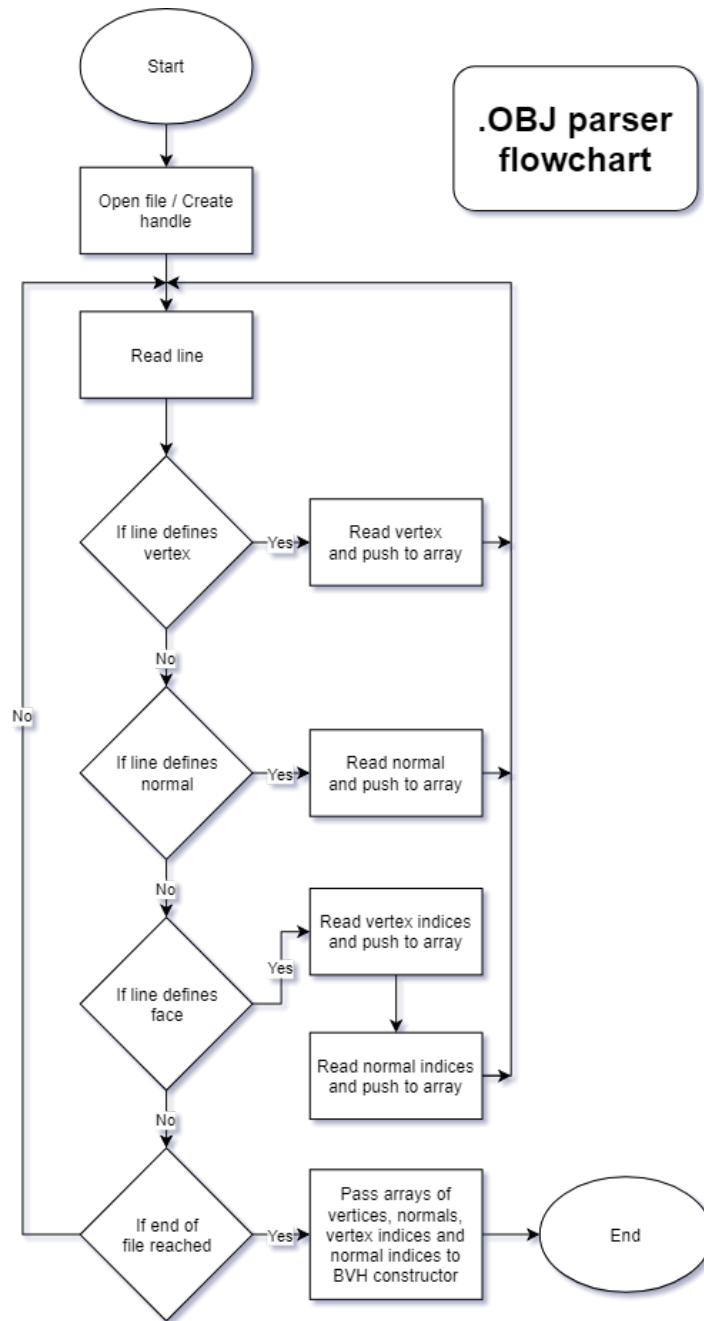 Start
.OBJ parser
flowchart
Open file / Create
handle
Read line
If line defines
vertex
Yes
Read vertex
and push to array
No
If line defines
normal
Yes
Read normal
and push to array
No
No
If line defines
face
Yes
Read vertex indices
and push to array
Read normal indices
and push to array
No
If end of
file reached
Yes
Pass arrays of
vertices, normals,
vertex indices and
normal indices to
BVH constructor
End